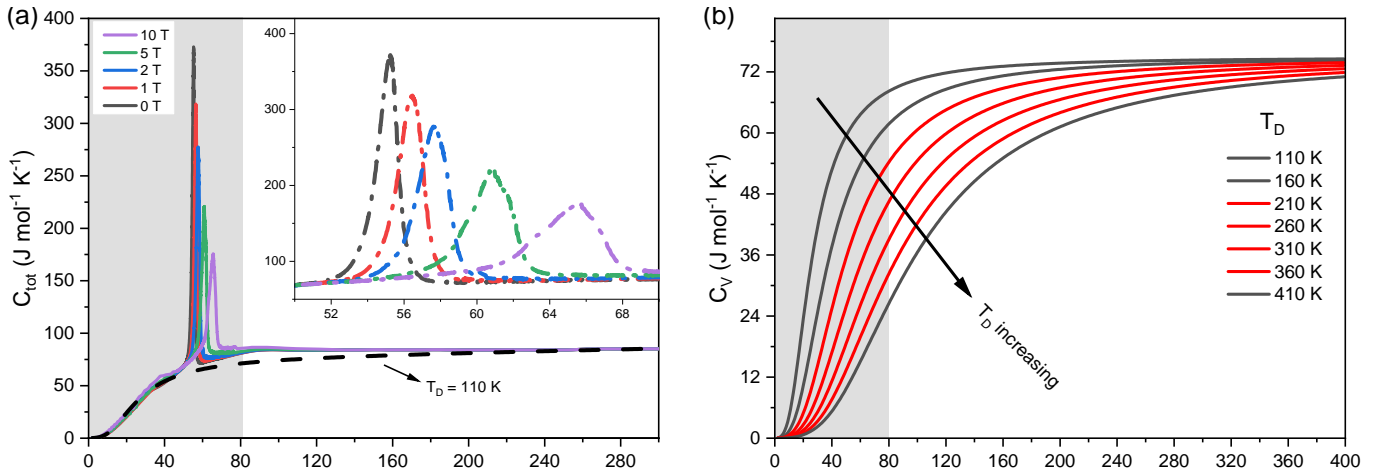 (a)
C_tot (J mol⁻¹ K⁻¹)
400
350
300
250
200
150
100
50
0
10 T
5 T
2 T
1 T
0 T
400
300
200
100
52 56 60 64 68
T_D = 110 K
0 40 80 120 160 200 240 280
(b)
C_V (J mol⁻¹ K⁻¹)
72
60
48
36
24
12
0
T_D increasing
T_D
110 K
160 K
210 K
260 K
310 K
360 K
410 K
0 40 80 120 160 200 240 280 320 360 400